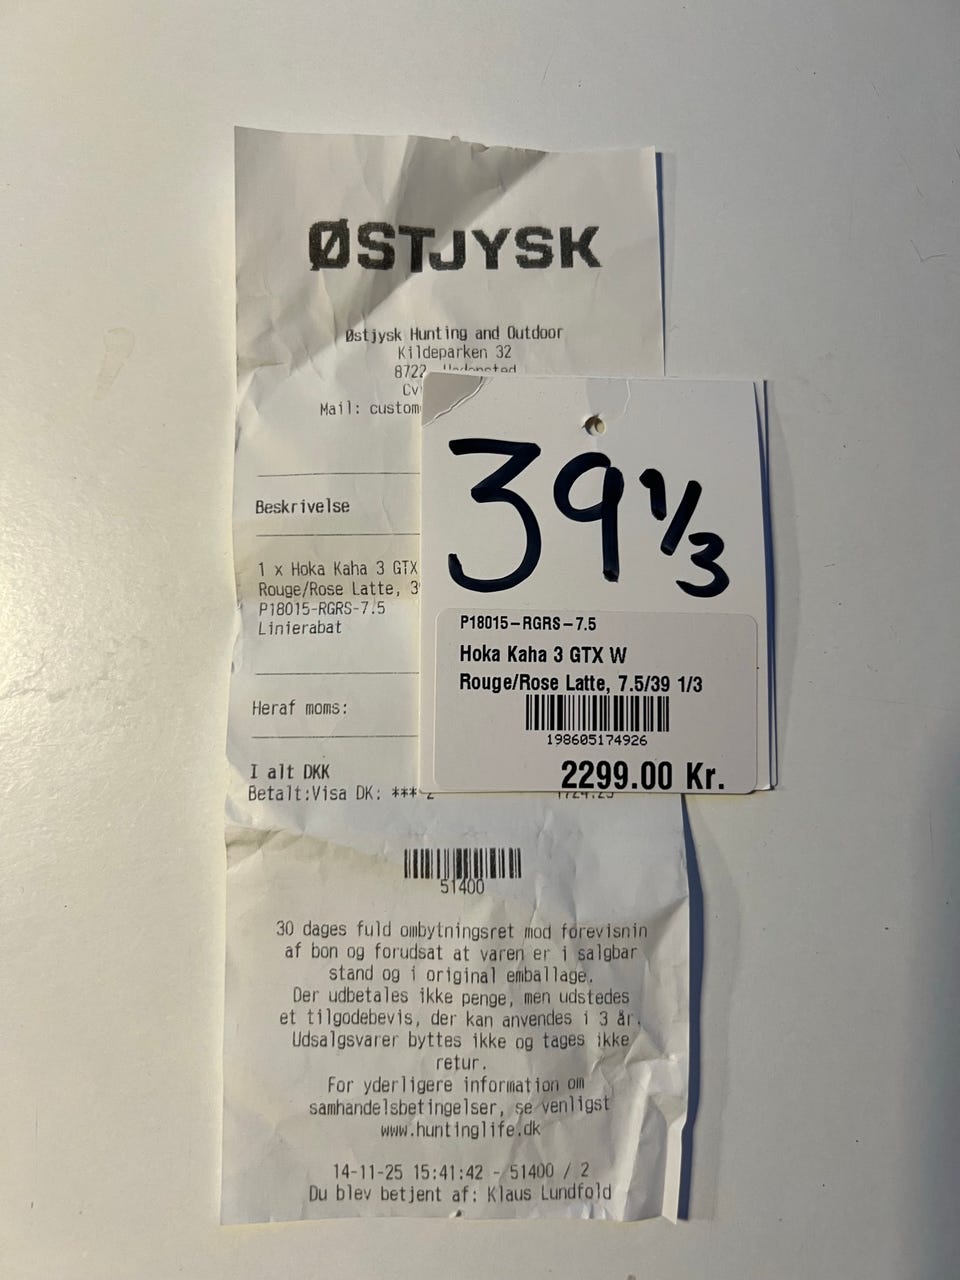 ØSTJYSK
Østjysk Hunting and Outdoor
Kildeparken 32
8722
Mail:
Beskrivelse
1 x Hoka Kaha 3 GTX
Rouge/Rose Latte,
P18015-RGRS-7.5
Linierabat
Heraf moms:
I alt DKK
Betalt:Visa DK: ***
39 1/3
P18015-RGRS-7.5
Hoka Kaha 3 GTX W
Rouge/Rose Latte, 7.5/39 1/3
198605174926
2299.00 Kr.
51400
30 dages fuld ombytningsret mod forevisnin
af bon og forudsat at varen er i salgbar
stand og i original emballage.
Der udbetales ikke penge, men udstedes
et tilgodebevis, der kan anvendes i 3 år.
Udsalgsvarer byttes ikke og tages ikke
retur.
For yderligere information om
samhandelsbetingelser, se venligst
www.huntinglife.dk
14-11-25 15:41:42 - 51400 / 2
Du blev betjent af: Klaus Lundfold